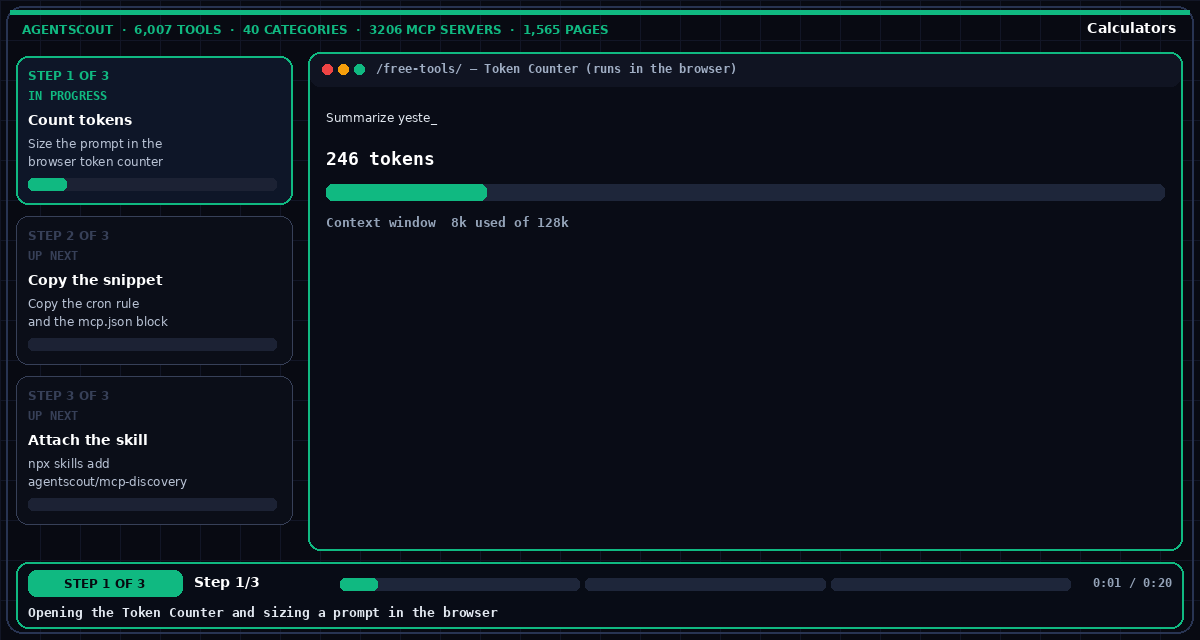 AGENTSCOUT · 6,007 TOOLS · 40 CATEGORIES · 3206 MCP SERVERS · 1,565 PAGES
Calculators
STEP 1 OF 3
IN PROGRESS
Count tokens
Size the prompt in the
browser token counter
STEP 2 OF 3
UP NEXT
Copy the snippet
Copy the cron rule
and the mcp.json block
STEP 3 OF 3
UP NEXT
Attach the skill
npx skills add
agentscout/mcp-discovery
/free-tools/ — Token Counter (runs in the browser)
Summarize yeste_
246 tokens
Context window 8k used of 128k
STEP 1 OF 3
Step 1/3
0:01 / 0:20
Opening the Token Counter and sizing a prompt in the browser